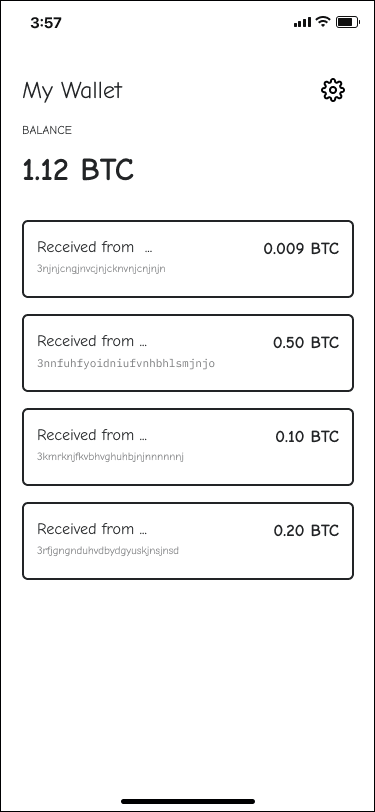 3:57
My Wallet
BALANCE
1.12 BTC
Received from ...
0.009 BTC
3njnjcngjnvcjnjcknvnjcnjnjn
Received from ...
0.50 BTC
3nnfuhfyoidniufvnhbhlsmjnjo
Received from ...
0.10 BTC
3kmrknjfkvbhvghuhbjnjnnnnnnj
Received from ...
0.20 BTC
3rfjgngnduhvdbydgyuskjnsjnsd